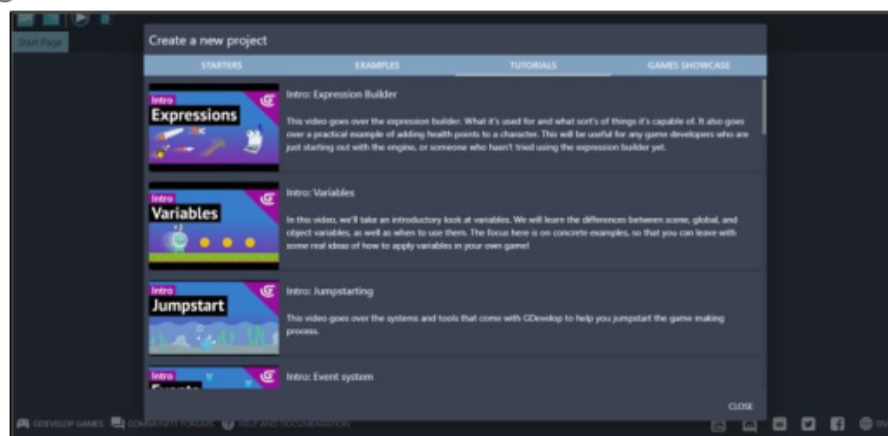 Start Page
Create a new project
STARTERS EXAMPLES TUTORIALS GAMES SHOWCASE
Intro
Expressions
Intro: Expression Builder
This video goes over the expression builder. What it's used for and what sort's of things it's capable of. It also goes
over a practical example of adding health points to a character. This will be useful for any game developers who are
just starting out with the engine, or someone who hasn't tried using the expression builder yet.
Intro
Variables
+1
Intro: Variables
In this video, we'll take an introductory look at variables. We will learn the differences between scene, global, and
object variables, as well as when to use them. The focus here is on concrete examples, so that you can leave with
some real ideas of how to apply variables in your own game!
Intro
Jumpstart
Intro: Jumpstarting
This video goes over the systems and tools that come with GDevelop to help you jumpstart the game making
process.
Intro
Intro: Event system
CLOSE
GDEVELOP GAMES COMMUNITY FORUMS HELP AND DOCUMENTATION